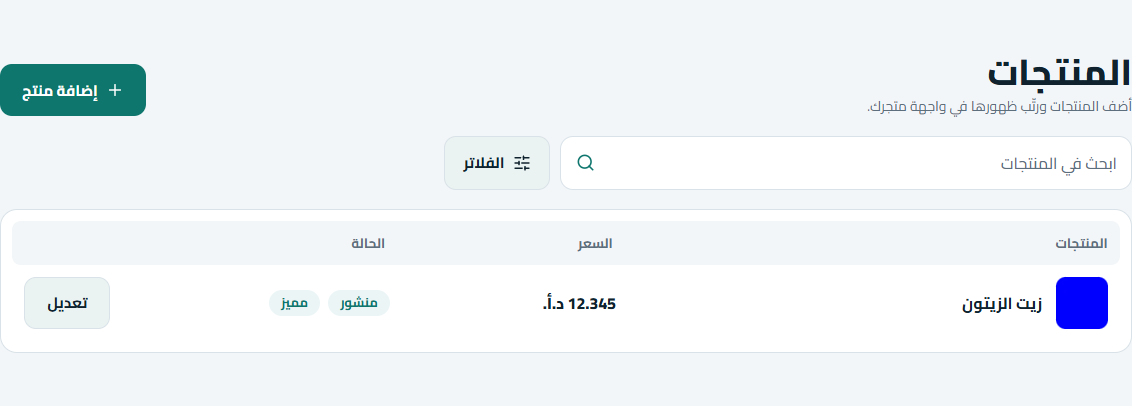 المنتجات
أضف المنتجات ورتّب ظهورها في واجهة متجرك.
إضافة منتج
ابحث في المنتجات
الفلاتر
المنتجات السعر الحالة
زيت الزيتون 12.345 د.أ. منشور مميز تعديل